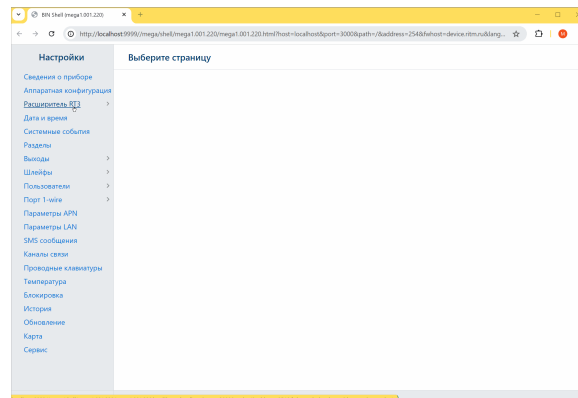 BIN Shell (mega1.001.220)
http://localhost:9999//mega/shell/mega1.001.220/mega1.001.220.html?host=localhost&port=3000&path=/&address=254&fwhost=device.ritm.ru&lang...
Настройки
Выберите страницу
Сведения о приборе
Аппаратная конфигурация
Расширитель RT3
Дата и время
Системные события
Разделы
Выходы
Шлейфы
Пользователи
Порт 1-wire
Параметры APN
Параметры LAN
SMS сообщения
Каналы связи
Проводные клавиатуры
Температура
Блокировка
История
Обновление
Карта
Сервис